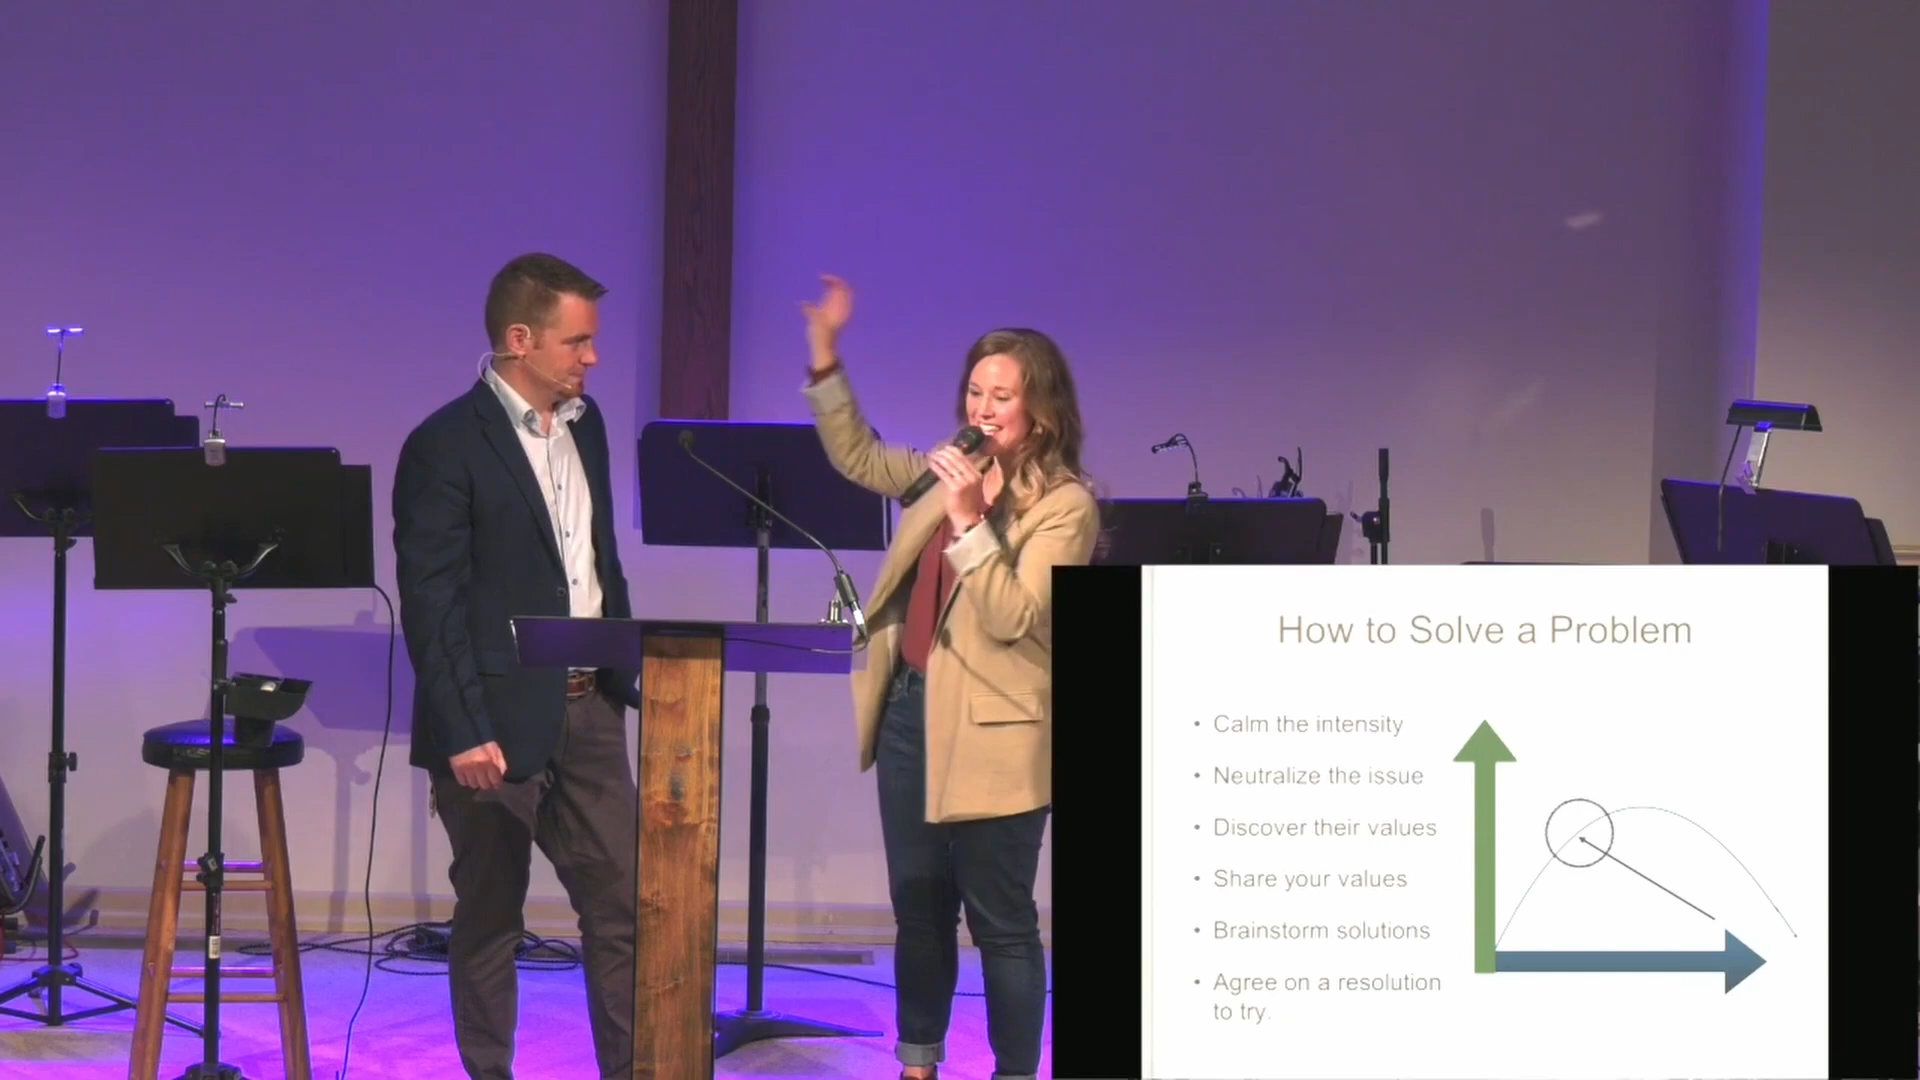 How to Solve a Problem
• Calm the intensity
• Neutralize the issue
• Discover their values
• Share your values
• Brainstorm solutions
• Agree on a resolution
to try.